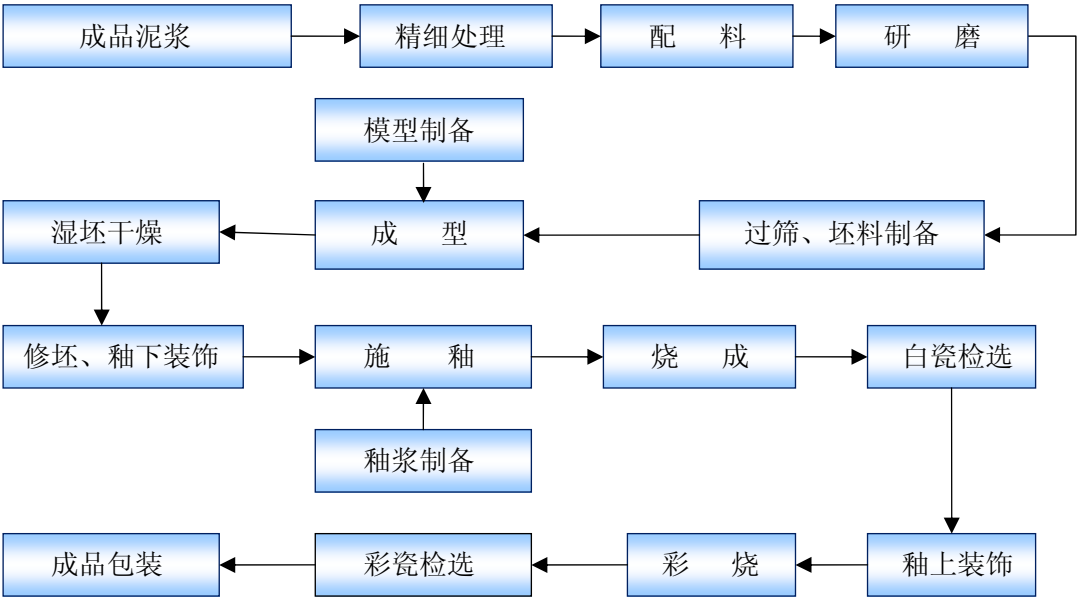 成品泥浆
精细处理
配 料
研 磨
模型制备
湿坯干燥
成 型
过筛、坯料制备
修坯、釉下装饰
施 釉
烧 成
白瓷检选
釉浆制备
成品包装
彩瓷检选
彩 烧
釉上装饰